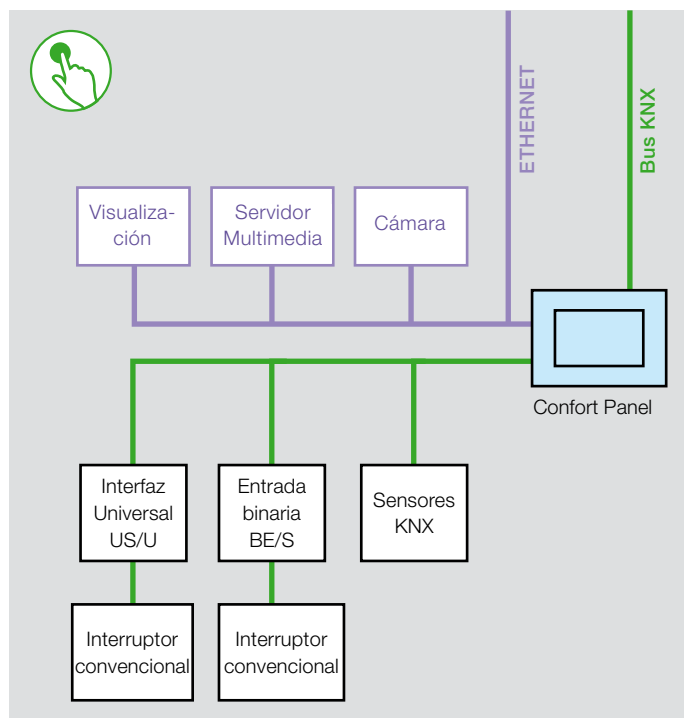 ETHERNET
Bus KNX
Visualiza-
ción
Servidor
Multimedia
Cámara
Confort Panel
Interfaz
Universal
US/U
Entrada
binaria
BE/S
Sensores
KNX
Interruptor
convencional
Interruptor
convencional